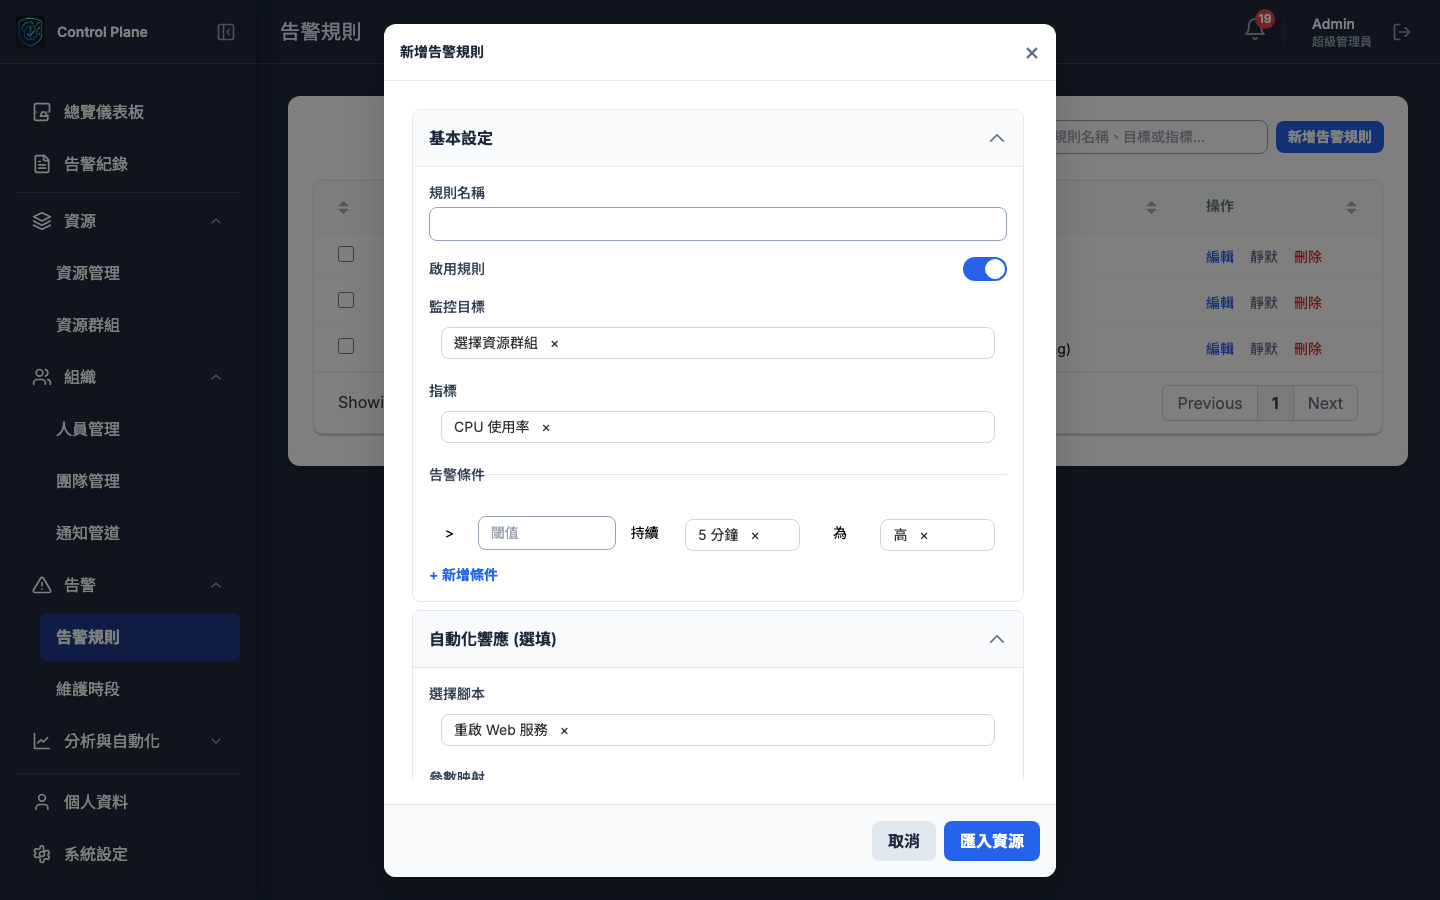 Control Plane
告警規則
19
Admin
超級管理員
總覽儀表板
告警紀錄
資源
資源管理
資源群組
組織
人員管理
團隊管理
通知管道
告警
告警規則
維護時段
分析與自動化
個人資料
系統設定
規則名稱、目標或指標...
新增告警規則
操作
編輯 靜默 刪除
編輯 靜默 刪除
g) 編輯 靜默 刪除
Showi
Previous 1 Next
新增告警規則 ×
基本設定
規則名稱
啟用規則
監控目標
選擇資源群組 ×
指標
CPU 使用率 ×
告警條件
> 閾值 持續 5 分鐘 × 為 高 ×
+ 新增條件
自動化響應 (選填)
選擇腳本
重啟 Web 服務 ×
參數映射
取消 匯入資源